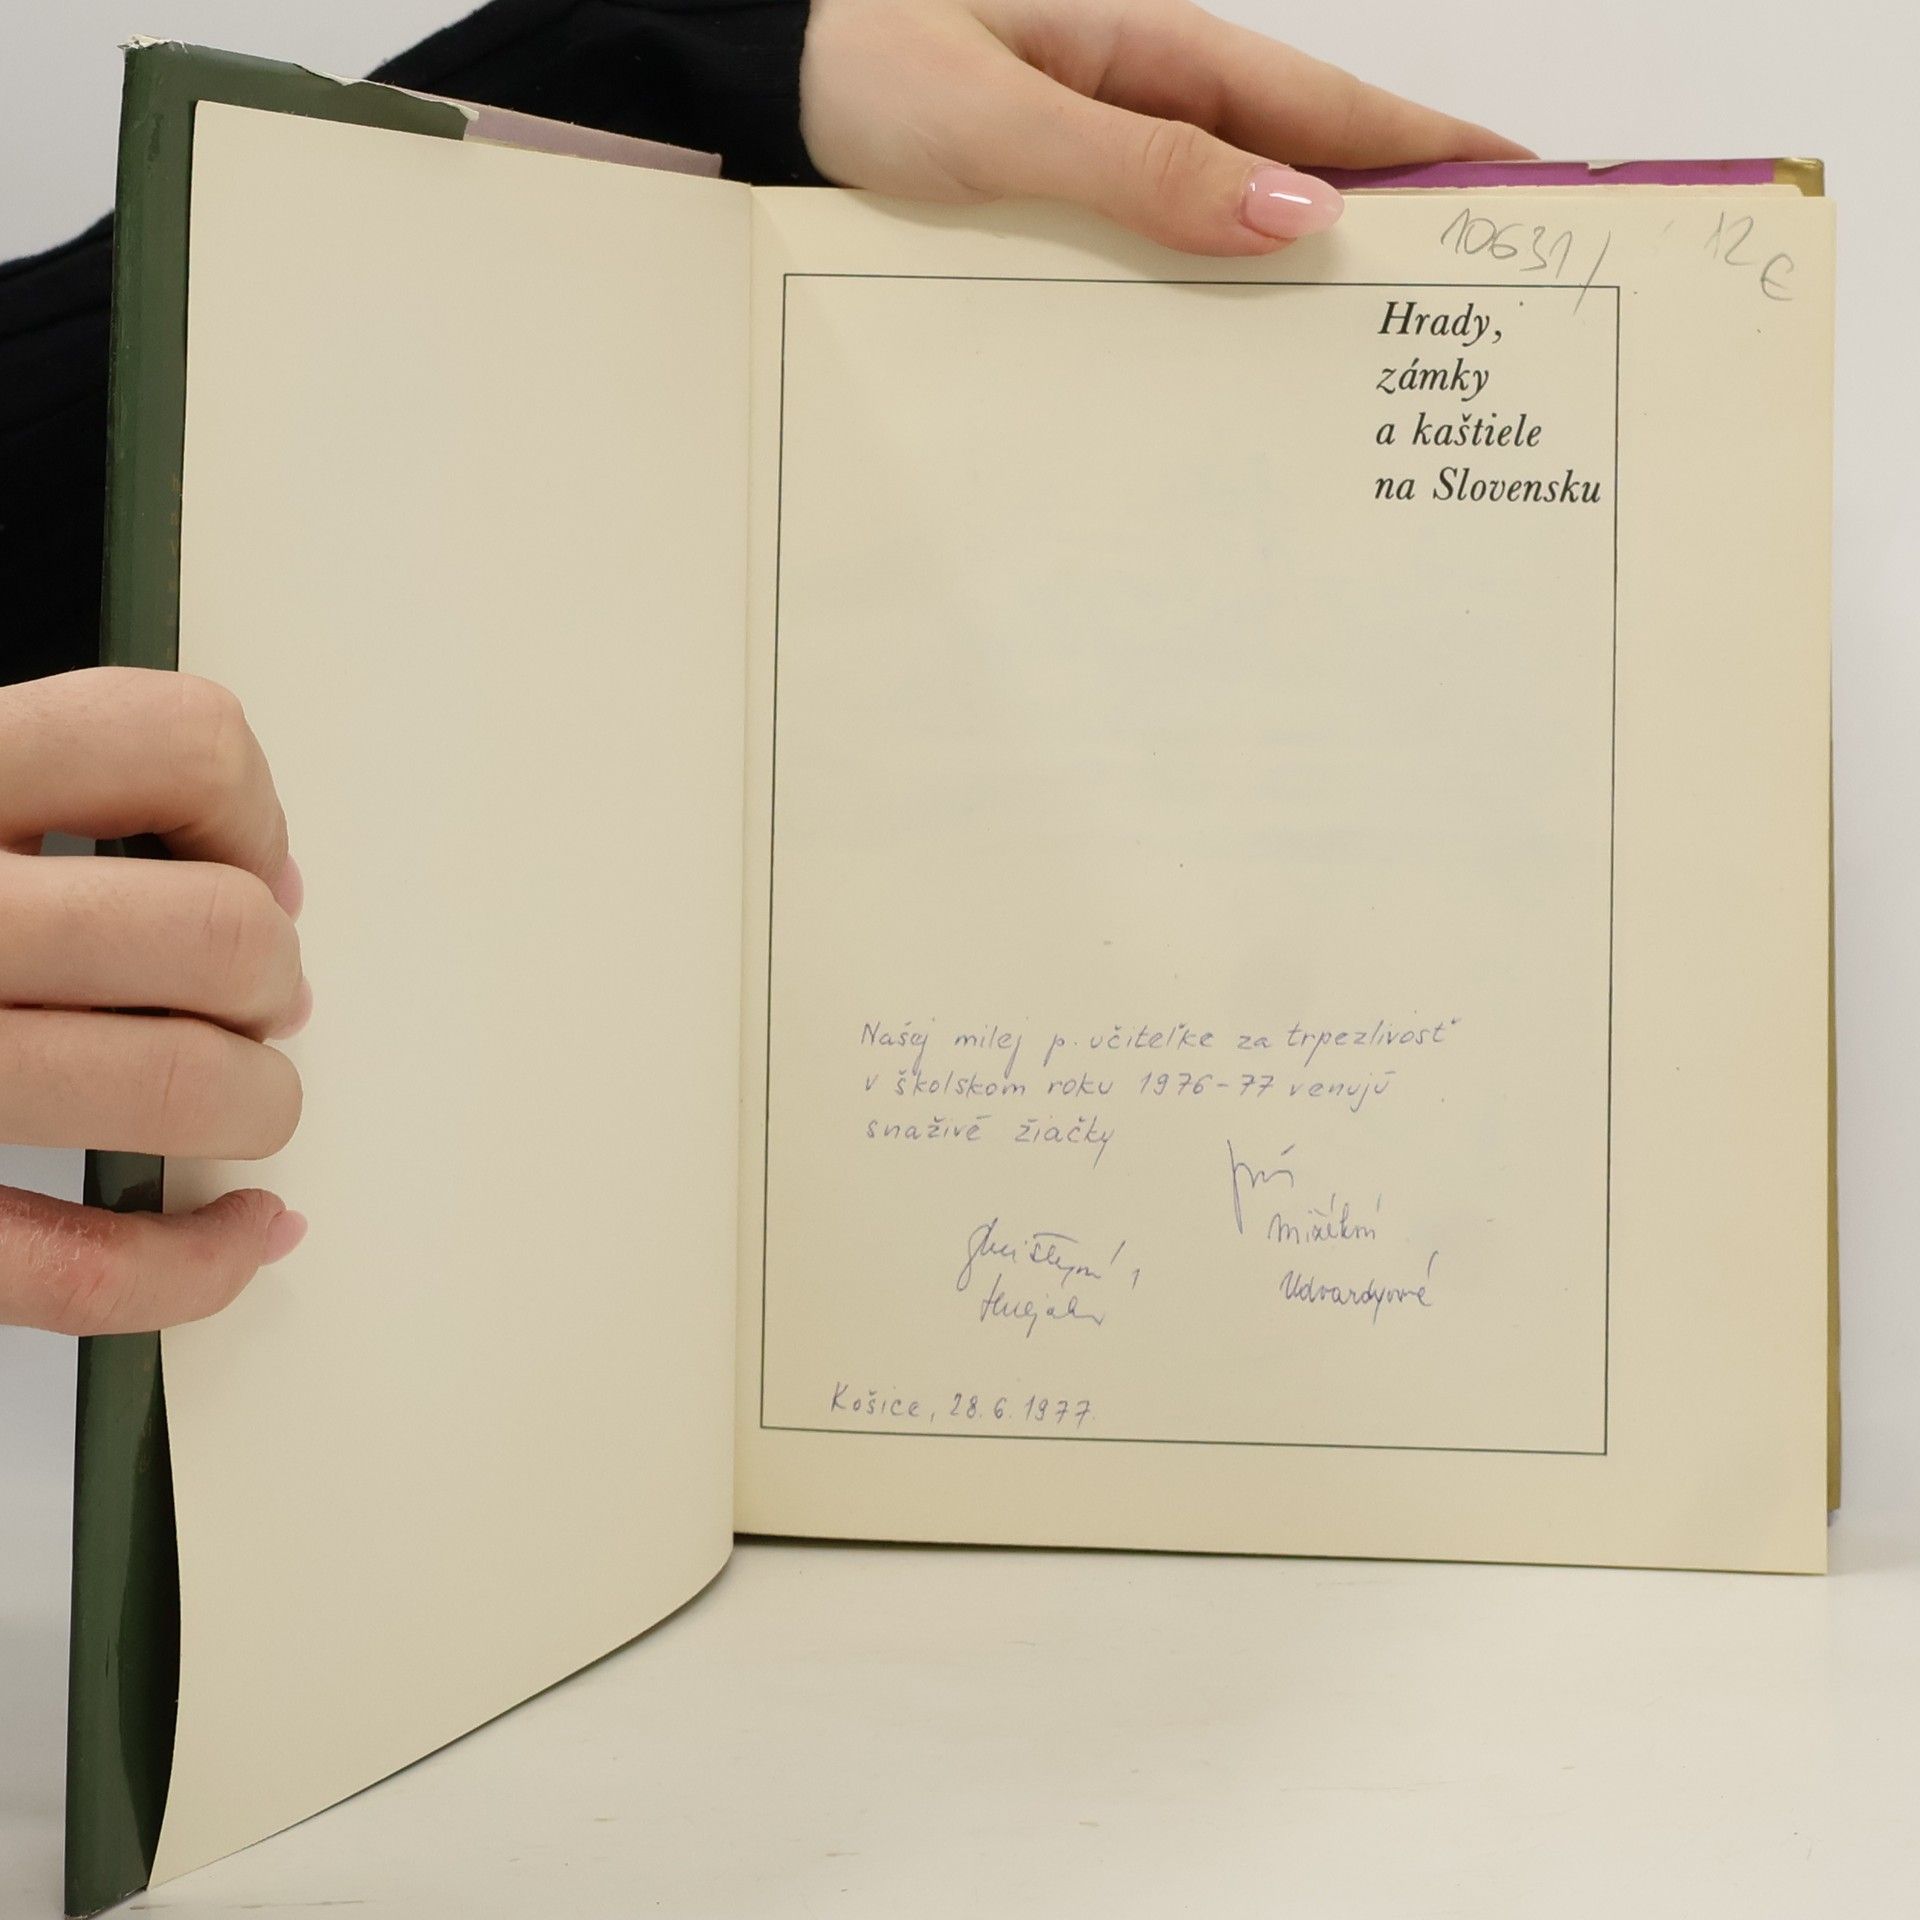 10631/ 12 €
Hrady,
zámky
a kaštiele
na Slovensku
Našej milej p. učiteľke za trpezlivosť
v školskom roku 1976-77 venujú
snaživé žiačky
Udvardyová
Košice, 28.6.1977.